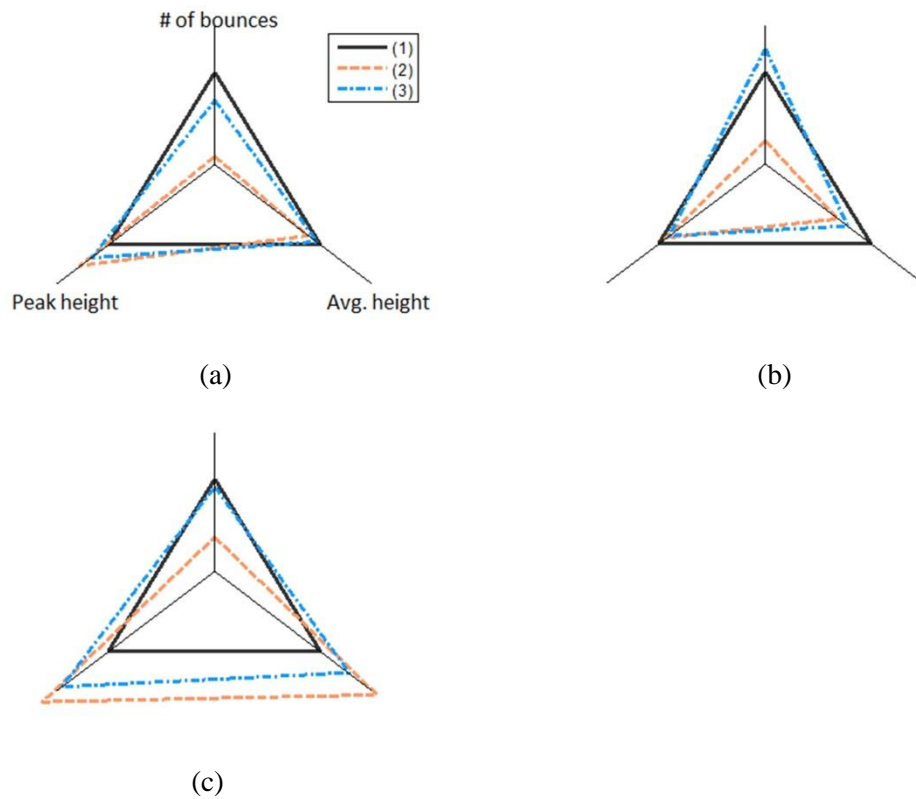 # of bounces
(1)
(2)
(3)
Peak height
Avg. height
(a)
(b)
(c)